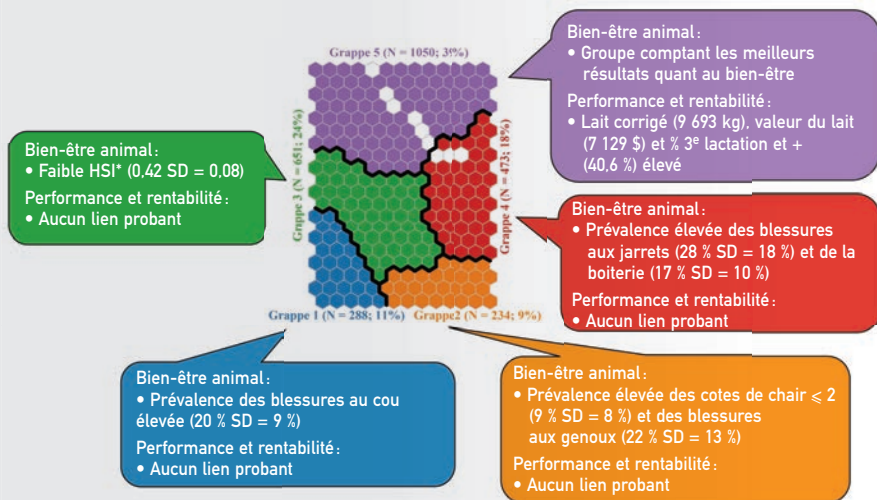 Grappe 5 (N = 1050; 39%)
Bien-être animal :
• Groupe comptant les meilleurs
résultats quant au bien-être
Performance et rentabilité :
• Lait corrigé (9 693 kg), valeur du lait
(7 129 $) et % 3e lactation et +
(40,6 %) élevé
Bien-être animal :
• Faible HSI* (0,42 SD = 0,08)
Performance et rentabilité :
• Aucun lien probant
Grappe 3 (N = 651; 24%)
Grappe 4 (N = 473; 18%)
Bien-être animal :
• Prévalence élevée des blessures
aux jarrets (28 % SD = 18 %) et de la
boiterie (17 % SD = 10 %)
Performance et rentabilité :
• Aucun lien probant
Grappe 1 (N = 288; 11%)
Grappe2 (N = 234; 9%)
Bien-être animal :
• Prévalence des blessures au cou
élevée (20 % SD = 9 %)
Performance et rentabilité :
• Aucun lien probant
Bien-être animal :
• Prévalence élevée des cotes de chair ⩽ 2
(9 % SD = 8 %) et des blessures
aux genoux (22 % SD = 13 %)
Performance et rentabilité :
• Aucun lien probant